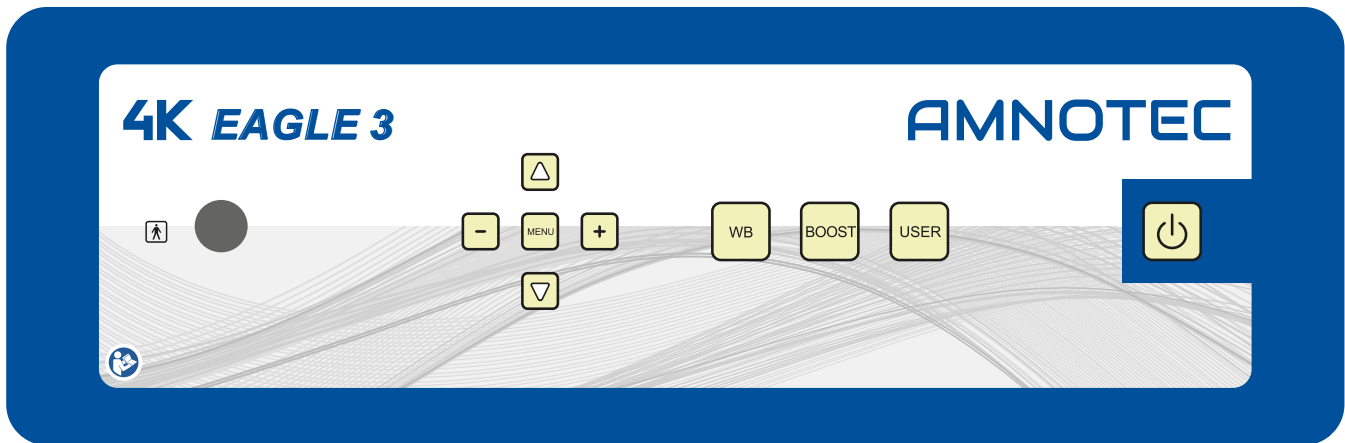 4K EAGLE 3
AMNOTEC
- MENU +
WB
BOOST
USER